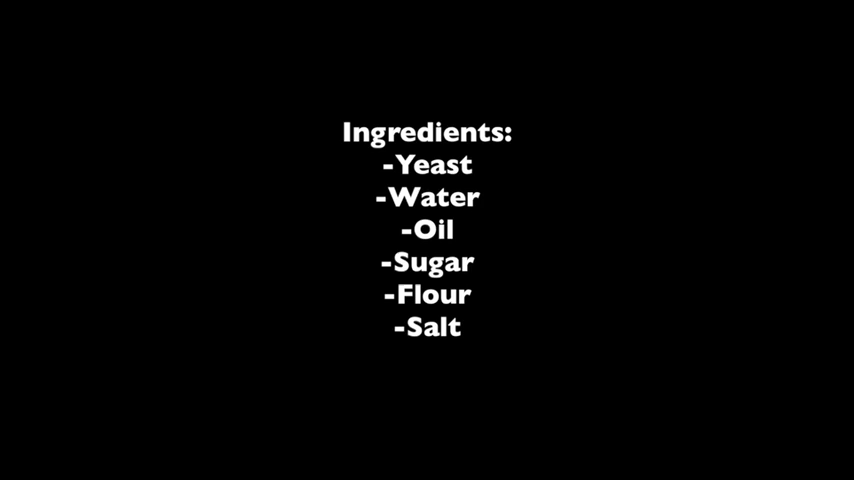 Ingredients:
-Yeast
-Water
-Oil
-Sugar
-Flour
-Salt